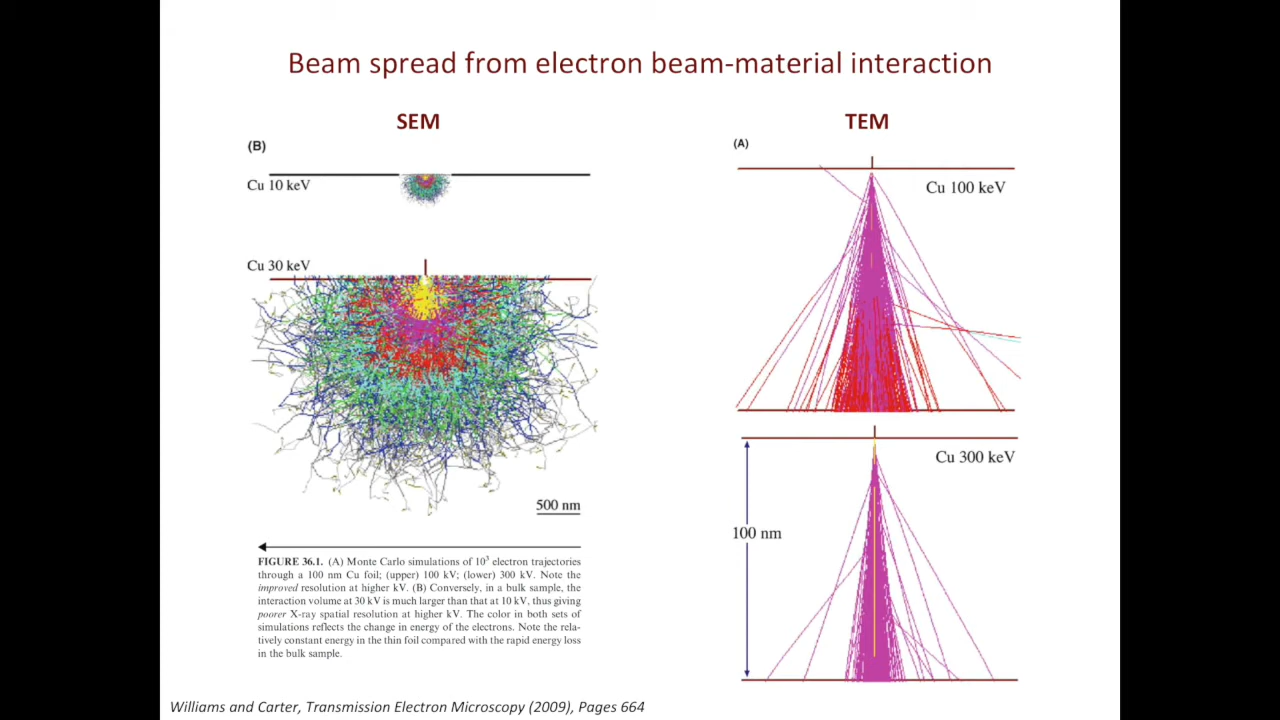 Beam spread from electron beam-material interaction
SEM
(B)
Cu 10 keV
Cu 30 keV
500 nm
FIGURE 36.1. (A) Monte Carlo simulations of 10³ electron trajectories
through a 100 nm Cu foil; (upper) 100 kV; (lower) 300 kV. Note the
improved resolution at higher kV. (B) Conversely, in a bulk sample, the
interaction volume at 30 kV is much larger than that at 10 kV, thus giving
poorer X-ray spatial resolution at higher kV. The color in both sets of
simulations reflects the change in energy of the electrons. Note the rela-
tively constant energy in the thin foil compared with the rapid energy loss
in the bulk sample.
TEM
(A)
Cu 100 keV
Cu 300 keV
100 nm
Williams and Carter, Transmission Electron Microscopy (2009), Pages 664